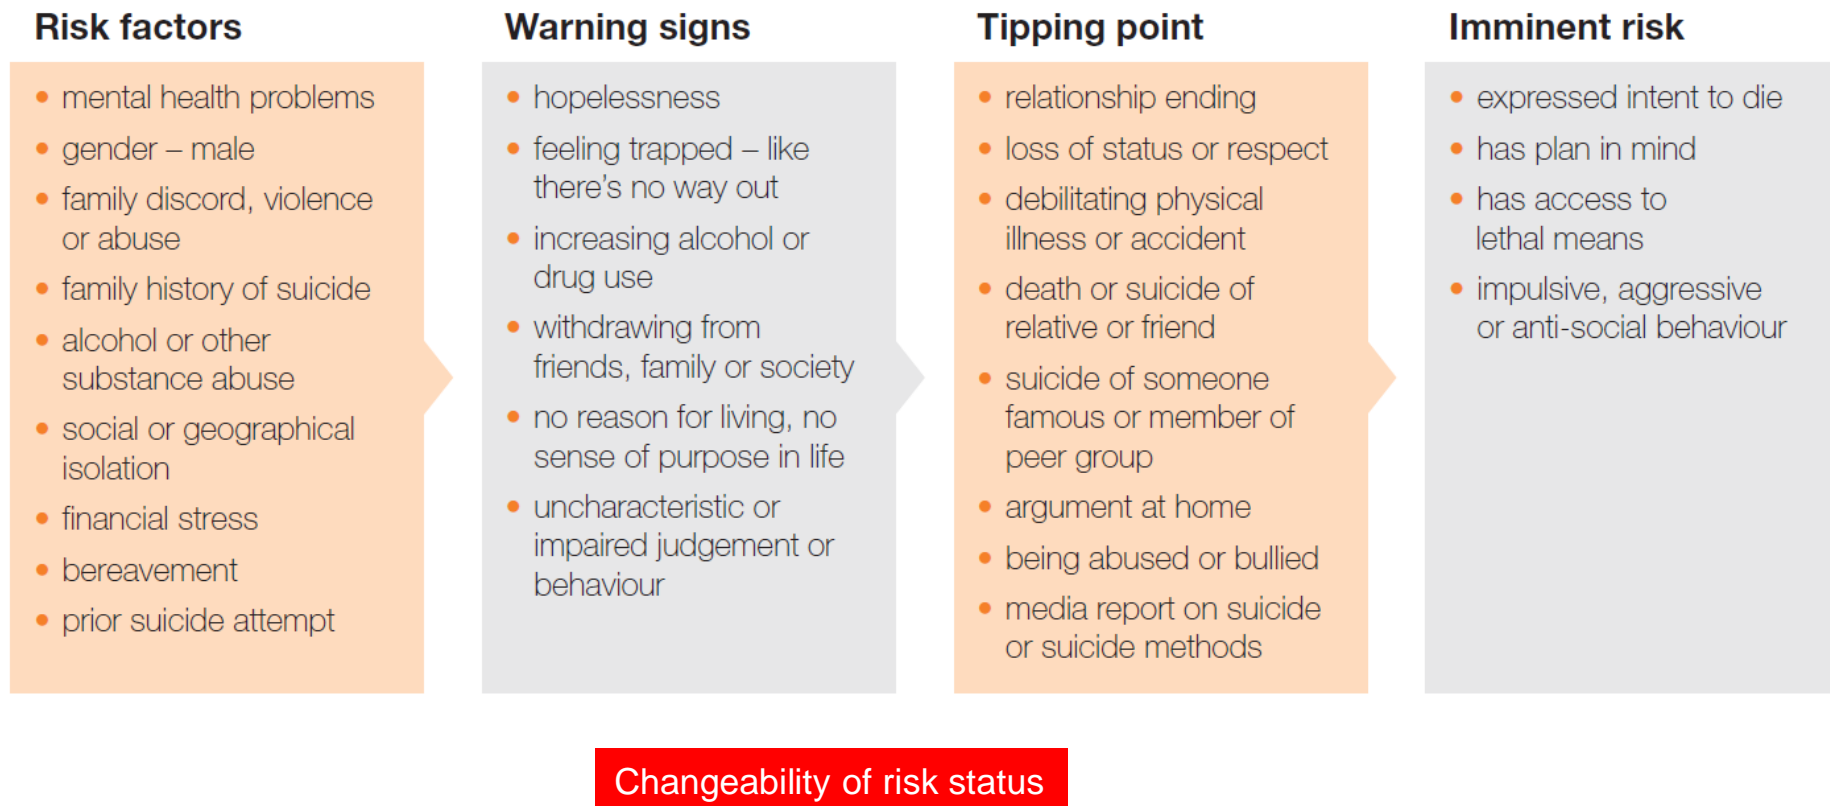 Risk factors
• mental health problems
• gender – male
• family discord, violence
or abuse
• family history of suicide
• alcohol or other
substance abuse
• social or geographical
isolation
• financial stress
• bereavement
• prior suicide attempt
Warning signs
• hopelessness
• feeling trapped – like
there’s no way out
• increasing alcohol or
drug use
• withdrawing from
friends, family or society
• no reason for living, no
sense of purpose in life
• uncharacteristic or
impaired judgement or
behaviour
Tipping point
• relationship ending
• loss of status or respect
• debilitating physical
illness or accident
• death or suicide of
relative or friend
• suicide of someone
famous or member of
peer group
• argument at home
• being abused or bullied
• media report on suicide
or suicide methods
Imminent risk
• expressed intent to die
• has plan in mind
• has access to
lethal means
• impulsive, aggressive
or anti-social behaviour
Changeability of risk status